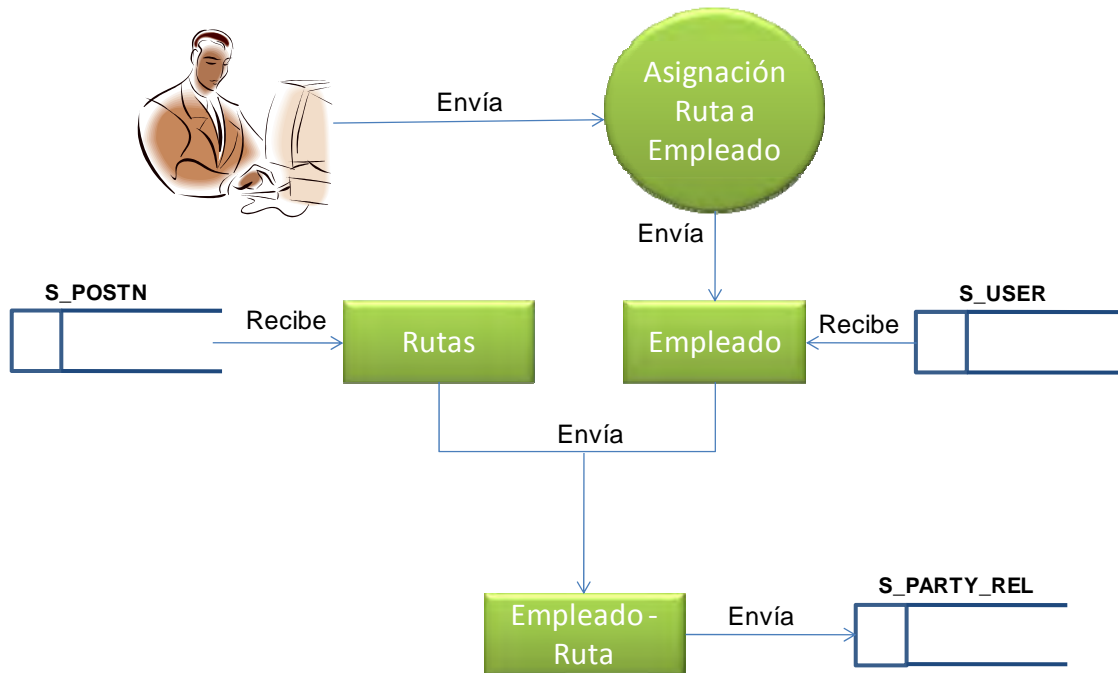 Envía
Asignación
Ruta a
Empleado
Envía
S_POSTN
Recibe
Rutas
Empleado
Recibe
S_USER
Envía
Empleado -
Ruta
Envía
S_PARTY_REL